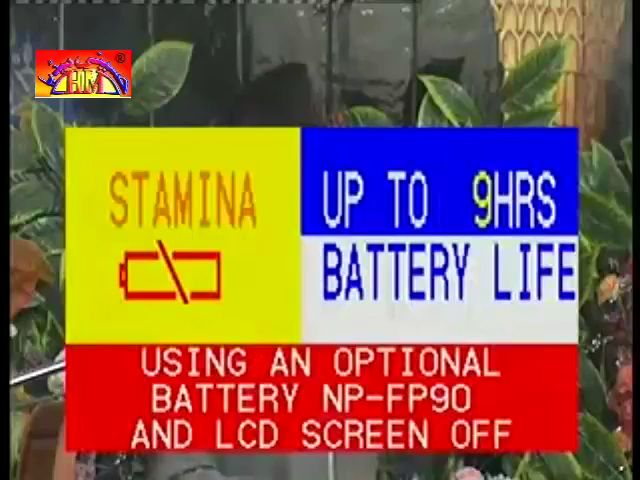 STAMINA
UP TO 9HRS
BATTERY LIFE
USING AN OPTIONAL
BATTERY NP-FP90
AND LCD SCREEN OFF